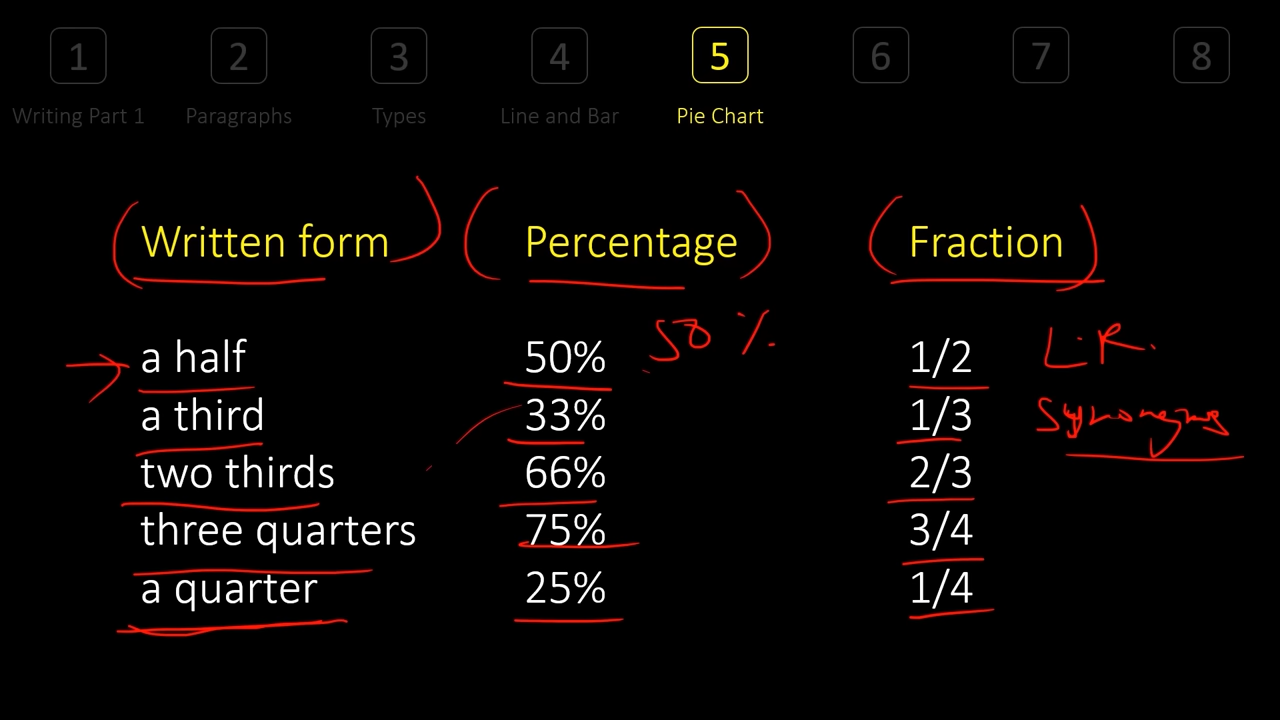 1 2 3 4 5 6 7 8
Writing Part 1 Paragraphs Types Line and Bar Pie Chart
Written form Percentage Fraction
a half 50% 50 % 1/2 L.R.
a third 33% 1/3 Synonyms
two thirds 66% 2/3
three quarters 75% 3/4
a quarter 25% 1/4